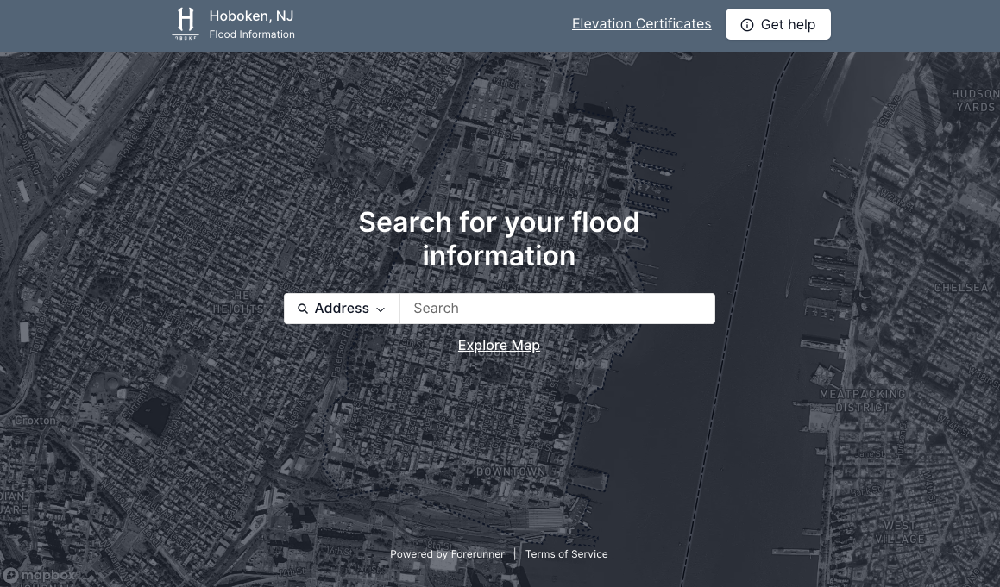 Hoboken, NJ
Flood Information
Elevation Certificates
Get help
HUDSON
YARDS
Search for your flood
information
THE
HEIGHTS
CHELSEA
Address
Search
Explore Map
Hoboken
MEATPACKING
DISTRICT
Croxton
DOWNTOWN
WEST
VILLAGE
Powered by Forerunner | Terms of Service
mapbox